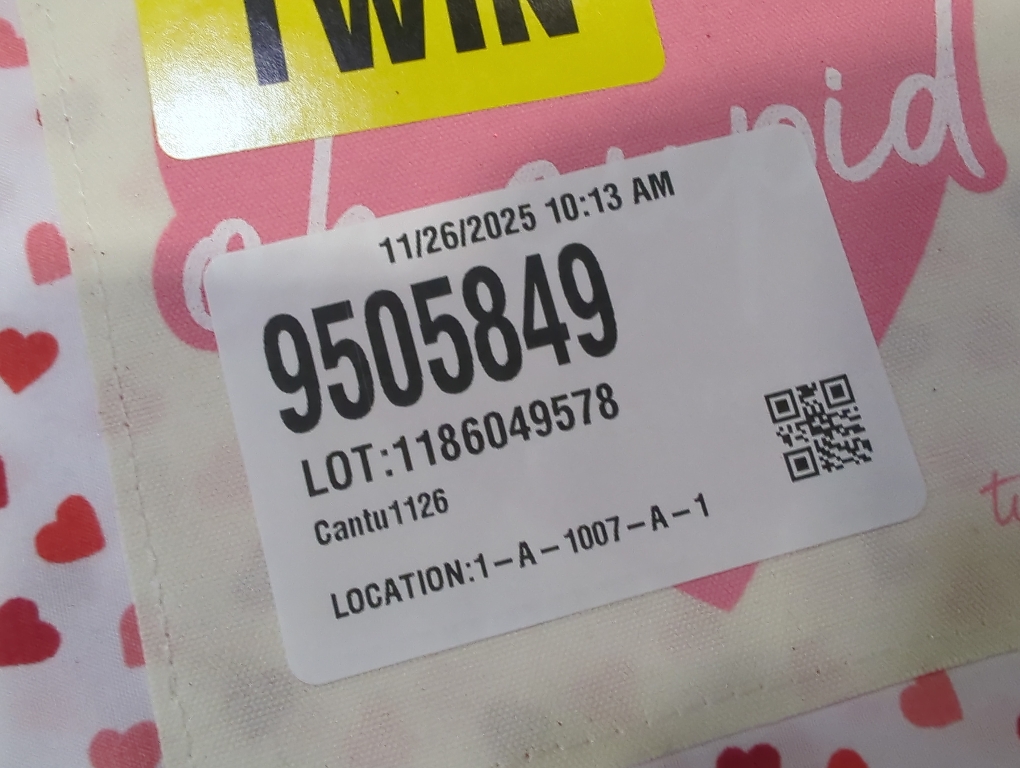 TWIN
11/26/2025 10:13 AM
9505849
LOT:1186049578
Cantu1126
LOCATION:1-A-1007-A-1